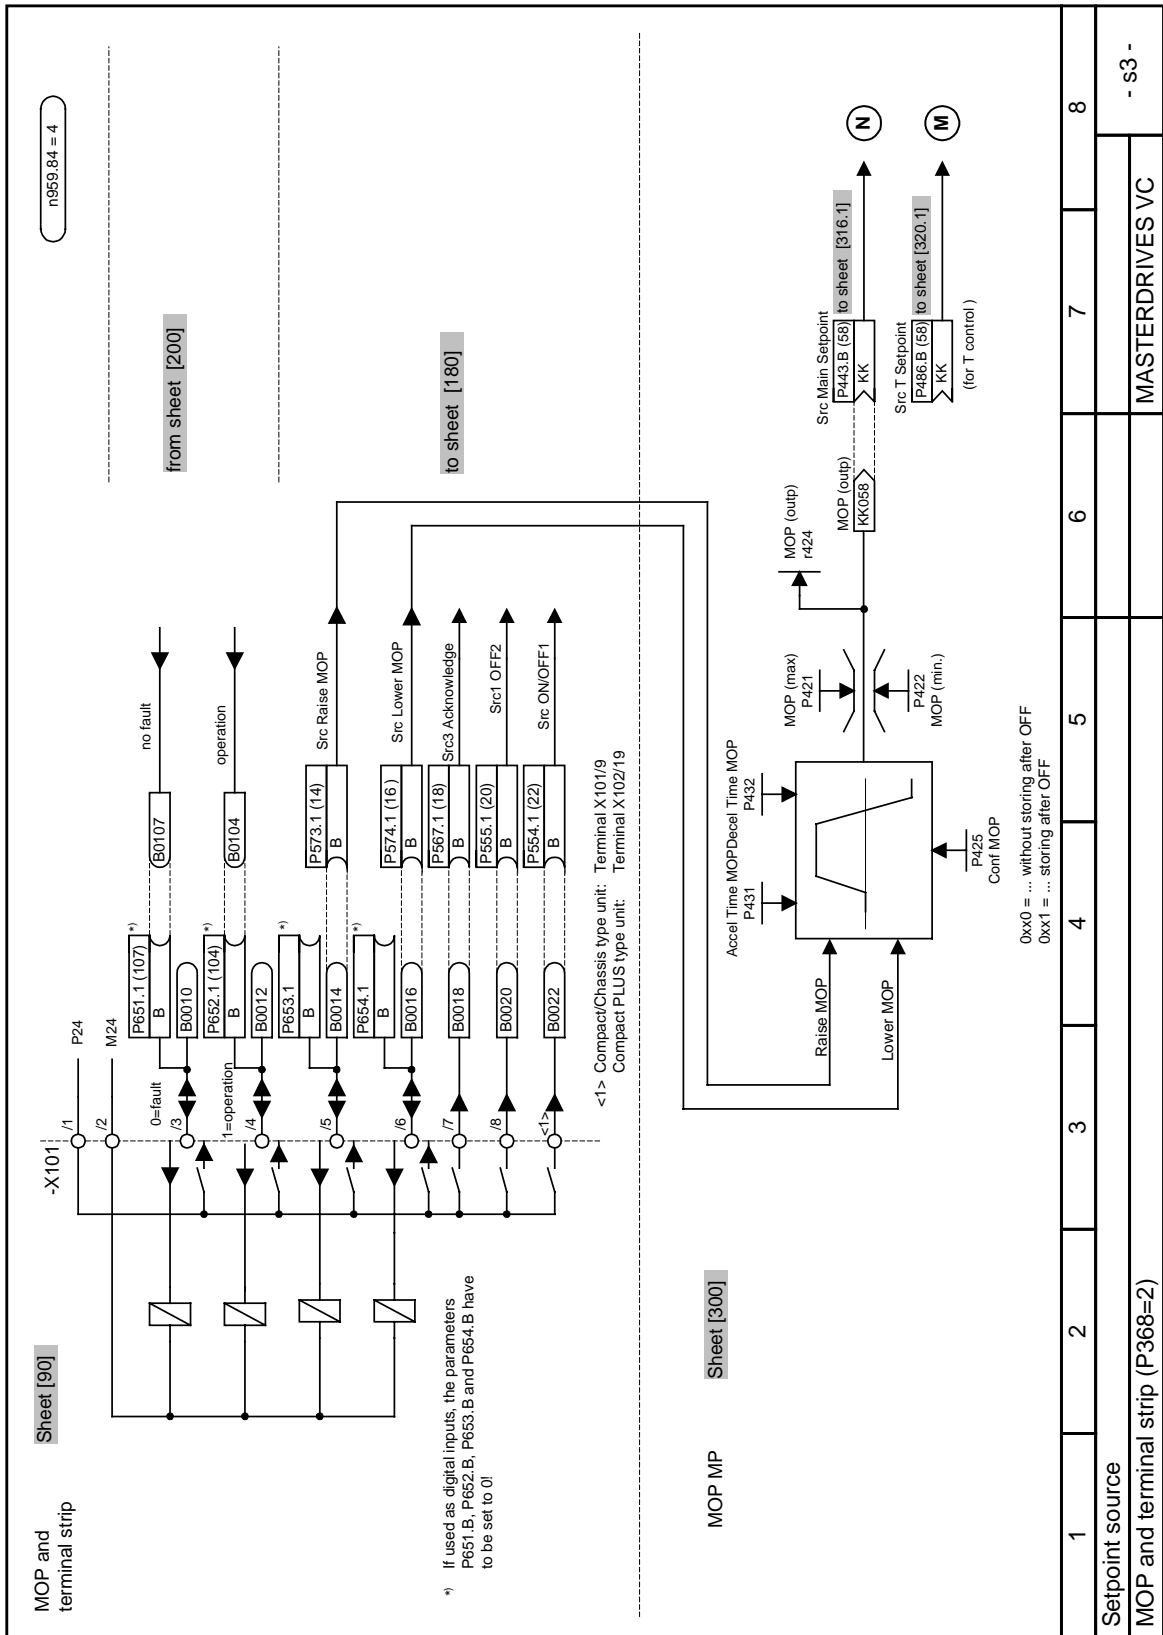 MOP and
terminal strip
Sheet [90]
n959.84 = 4
-X101
/1
P24
/2
M24
from sheet [200]
0=fault
/3
P651.1 (107)
*)
B
B0010
B0107
no fault
1=operation
/4
P652.1 (104)
*)
B
B0012
B0104
operation
to sheet [180]
/5
P653.1
*)
B
B0014
P573.1 (14)
B
Src Raise MOP
/6
P654.1
*)
B
B0016
P574.1 (16 )
B
Src Lower MOP
/7
B0018
P567.1 (18)
B
Src3 Acknowledge
/8
B0020
P555.1 (20)
B
Src1 OFF2
<1>
B0022
P554.1 (22)
B
Src ON/OFF1
*) If used as digital inputs, the parameters
P651.B, P652.B, P653.B and P654.B have
to be set to 0!
<1> Compact/Chassis type unit: Terminal X101/9
Compact PLUS type unit: Terminal X102/19
MOP MP
Sheet [300]
Raise MOP
Lower MOP
Accel Time MOP
P431
Decel Time MOP
P432
P425
Conf MOP
0xx0 = ... without storing after OFF
0xx1 = ... storing after OFF
MOP (max)
P421
P422
MOP (min.)
MOP (outp)
r424
MOP (outp)
KK058
Src Main Setpoint
P443.B (58)
KK
to sheet [316.1]
N
Src T Setpoint
P486.B (58)
KK
(for T control )
to sheet [320.1]
M
1 2 3 4 5 6 7 8
Setpoint source
- s3 -
MOP and terminal strip (P368=2)
MASTERDRIVES VC